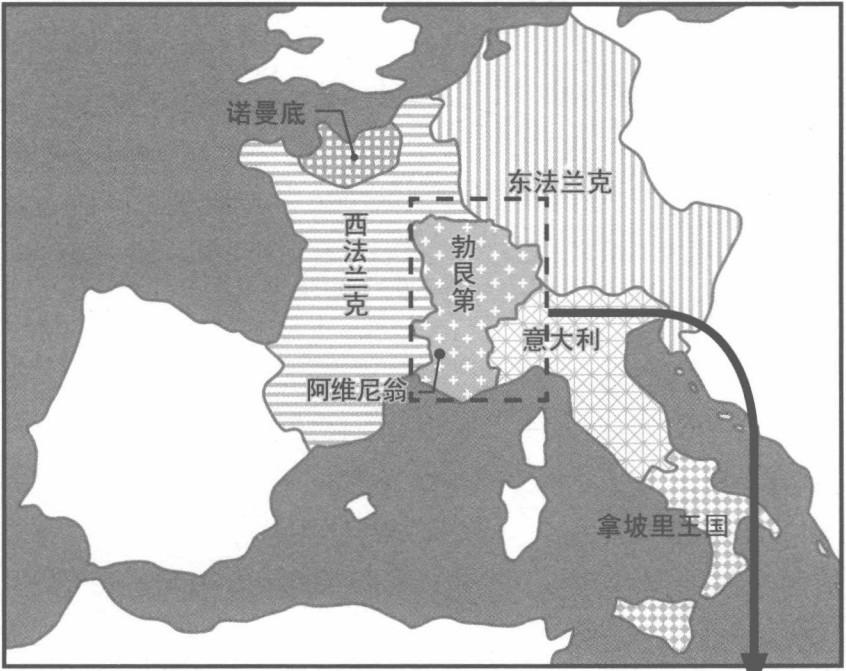 诺曼底
东法兰克
西法兰克
勃艮第
意大利
阿维尼翁
拿坡里王国